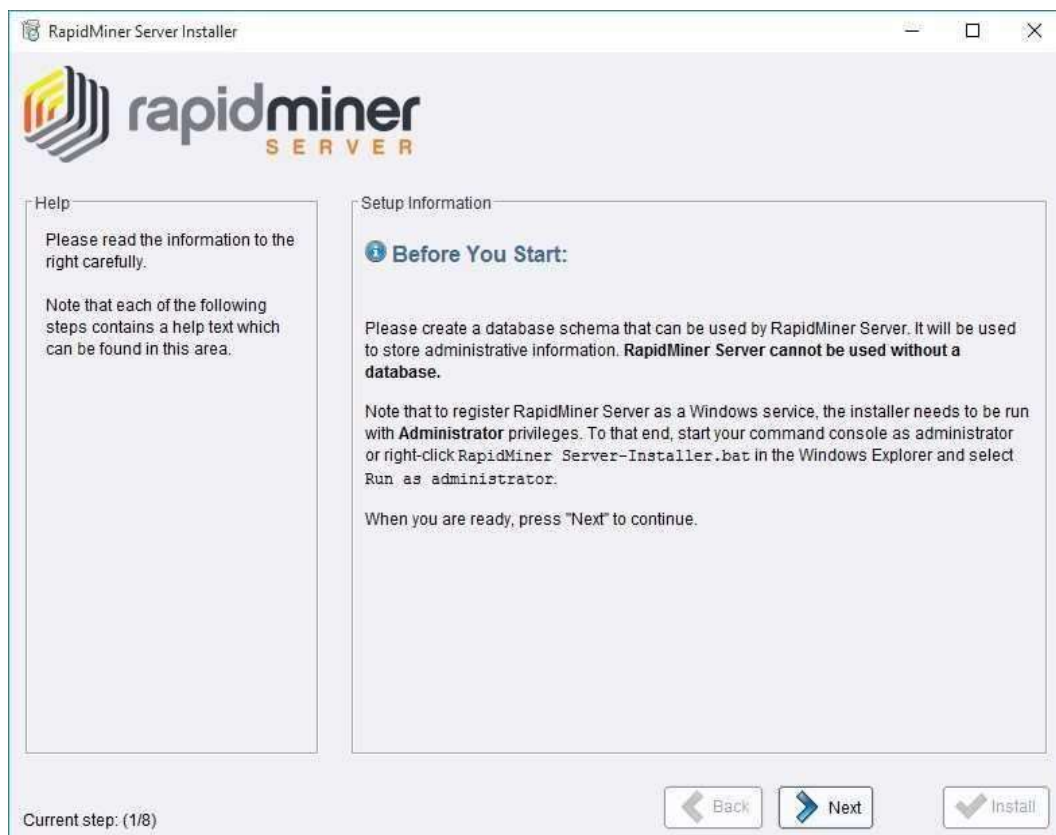 RapidMiner Server Installer
rapidminer
SERVER
Help
Please read the information to the
right carefully.
Note that each of the following
steps contains a help text which
can be found in this area.
Setup Information
Before You Start:
Please create a database schema that can be used by RapidMiner Server. It will be used
to store administrative information. RapidMiner Server cannot be used without a
database.
Note that to register RapidMiner Server as a Windows service, the installer needs to be run
with Administrator privileges. To that end, start your command console as administrator
or right-click RapidMiner Server-Installer.bat in the Windows Explorer and select
Run as administrator.
When you are ready, press "Next" to continue.
Current step: (1/8)
Back
Next
Install